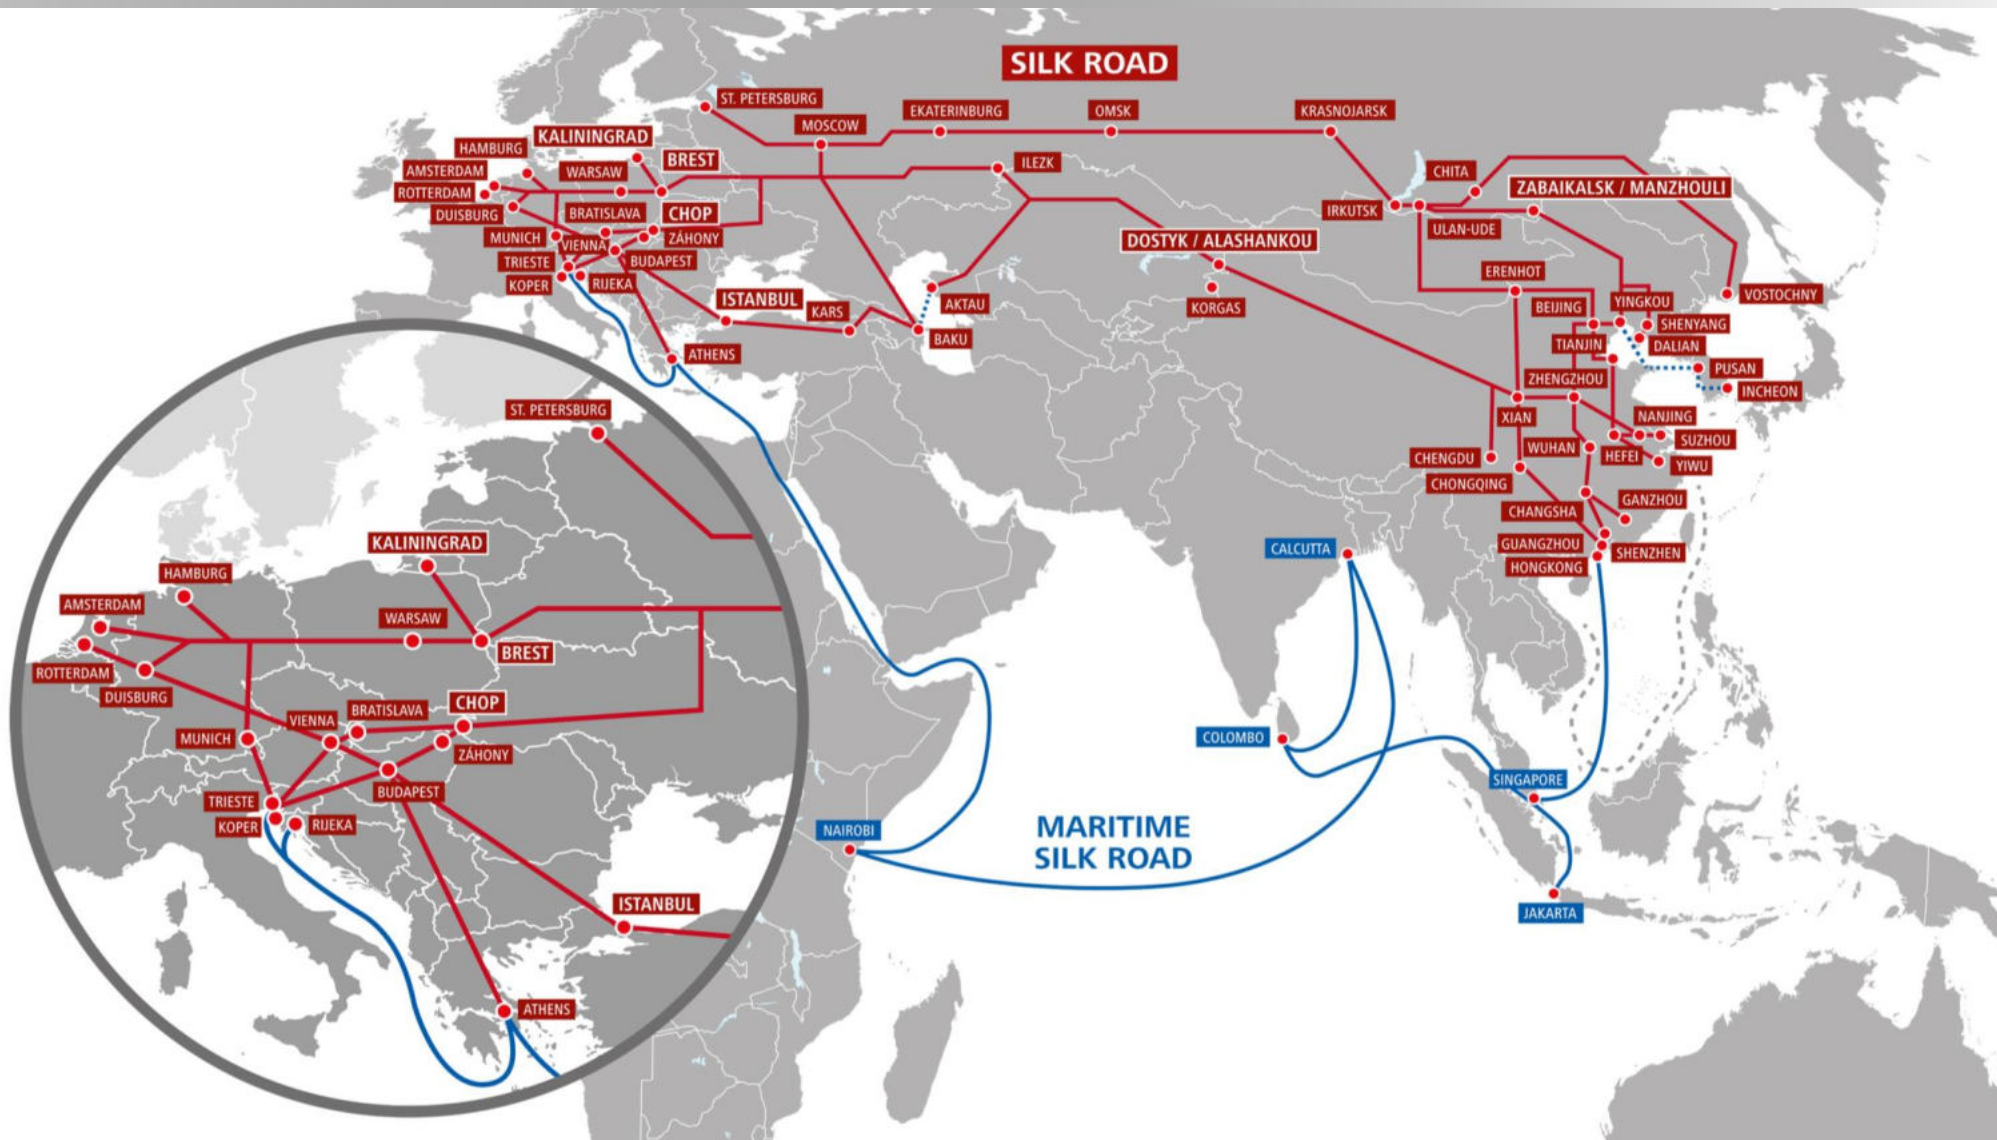 SILK ROAD
ST. PETERSBURG
MOSCOW
EKATERINBURG
OMSK
KRASNOJARSK
KALININGRAD
HAMBURG
BREST
AMSTERDAM
WARSAW
ILEZK
CHITA
ROTTERDAM
ZABAIKALSK / MANZHOULI
DUISBURG
BRATISLAVA
CHOP
IRKUTSK
ULAN-UDE
MUNICH
VIENNA
ZÁHONY
DOSTYK / ALASHANKOU
TRIESTE
BUDAPEST
KOPER
RIJEKA
ERENHOT
ISTANBUL
KARS
AKTAU
KORGAS
BEIJING
YINGKOU
VOSTOCHNY
BAKU
SHENYANG
TIANJIN
DALIAN
ATHENS
PUSAN
ZHENGZHOU
INCHEON
XIAN
NANJING
SUZHOU
WUHAN
HEFEI
YIWU
CHENGDU
CHONGQING
GANZHOU
CHANGSHA
GUANGZHOU
SHENZHEN
HONGKONG
CALCUTTA
COLOMBO
SINGAPORE
NAIROBI
MARITIME
SILK ROAD
JAKARTA
ST. PETERSBURG
KALININGRAD
HAMBURG
AMSTERDAM
WARSAW
BREST
ROTTERDAM
DUISBURG
CHOP
BRATISLAVA
VIENNA
MUNICH
ZÁHONY
BUDAPEST
TRIESTE
KOPER
RIJEKA
ISTANBUL
ATHENS